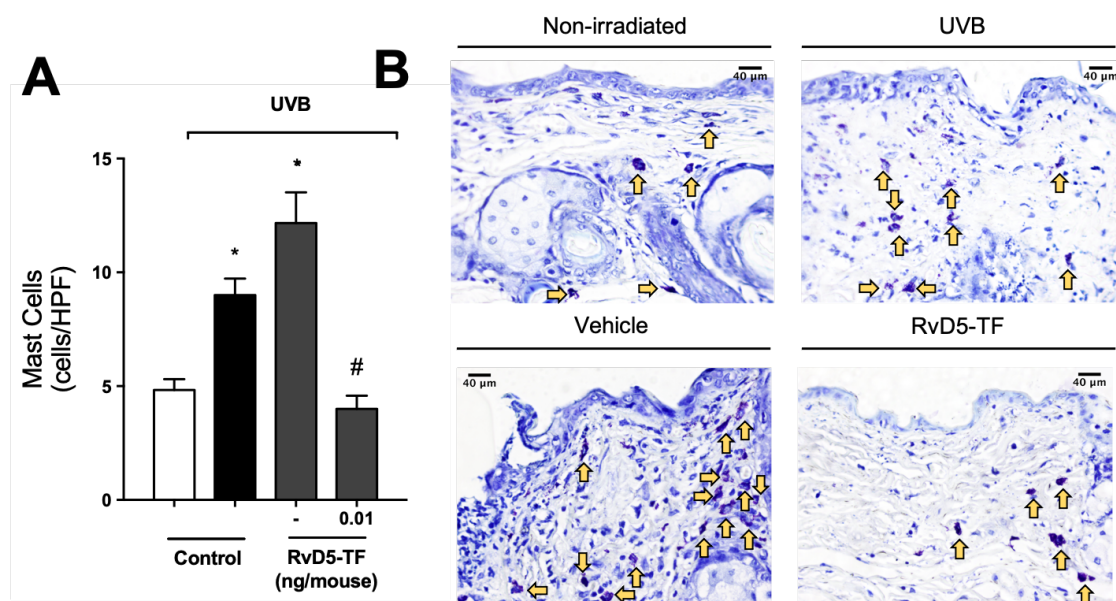 A
UVB
15
10
5
0
Mast Cells
(cells/HPF)
*
*
#
-
0.01
Control
RvD5-TF
(ng/mouse)
B
Non-irradiated
40 µm
UVB
40 µm
Vehicle
40 µm
RvD5-TF
40 µm